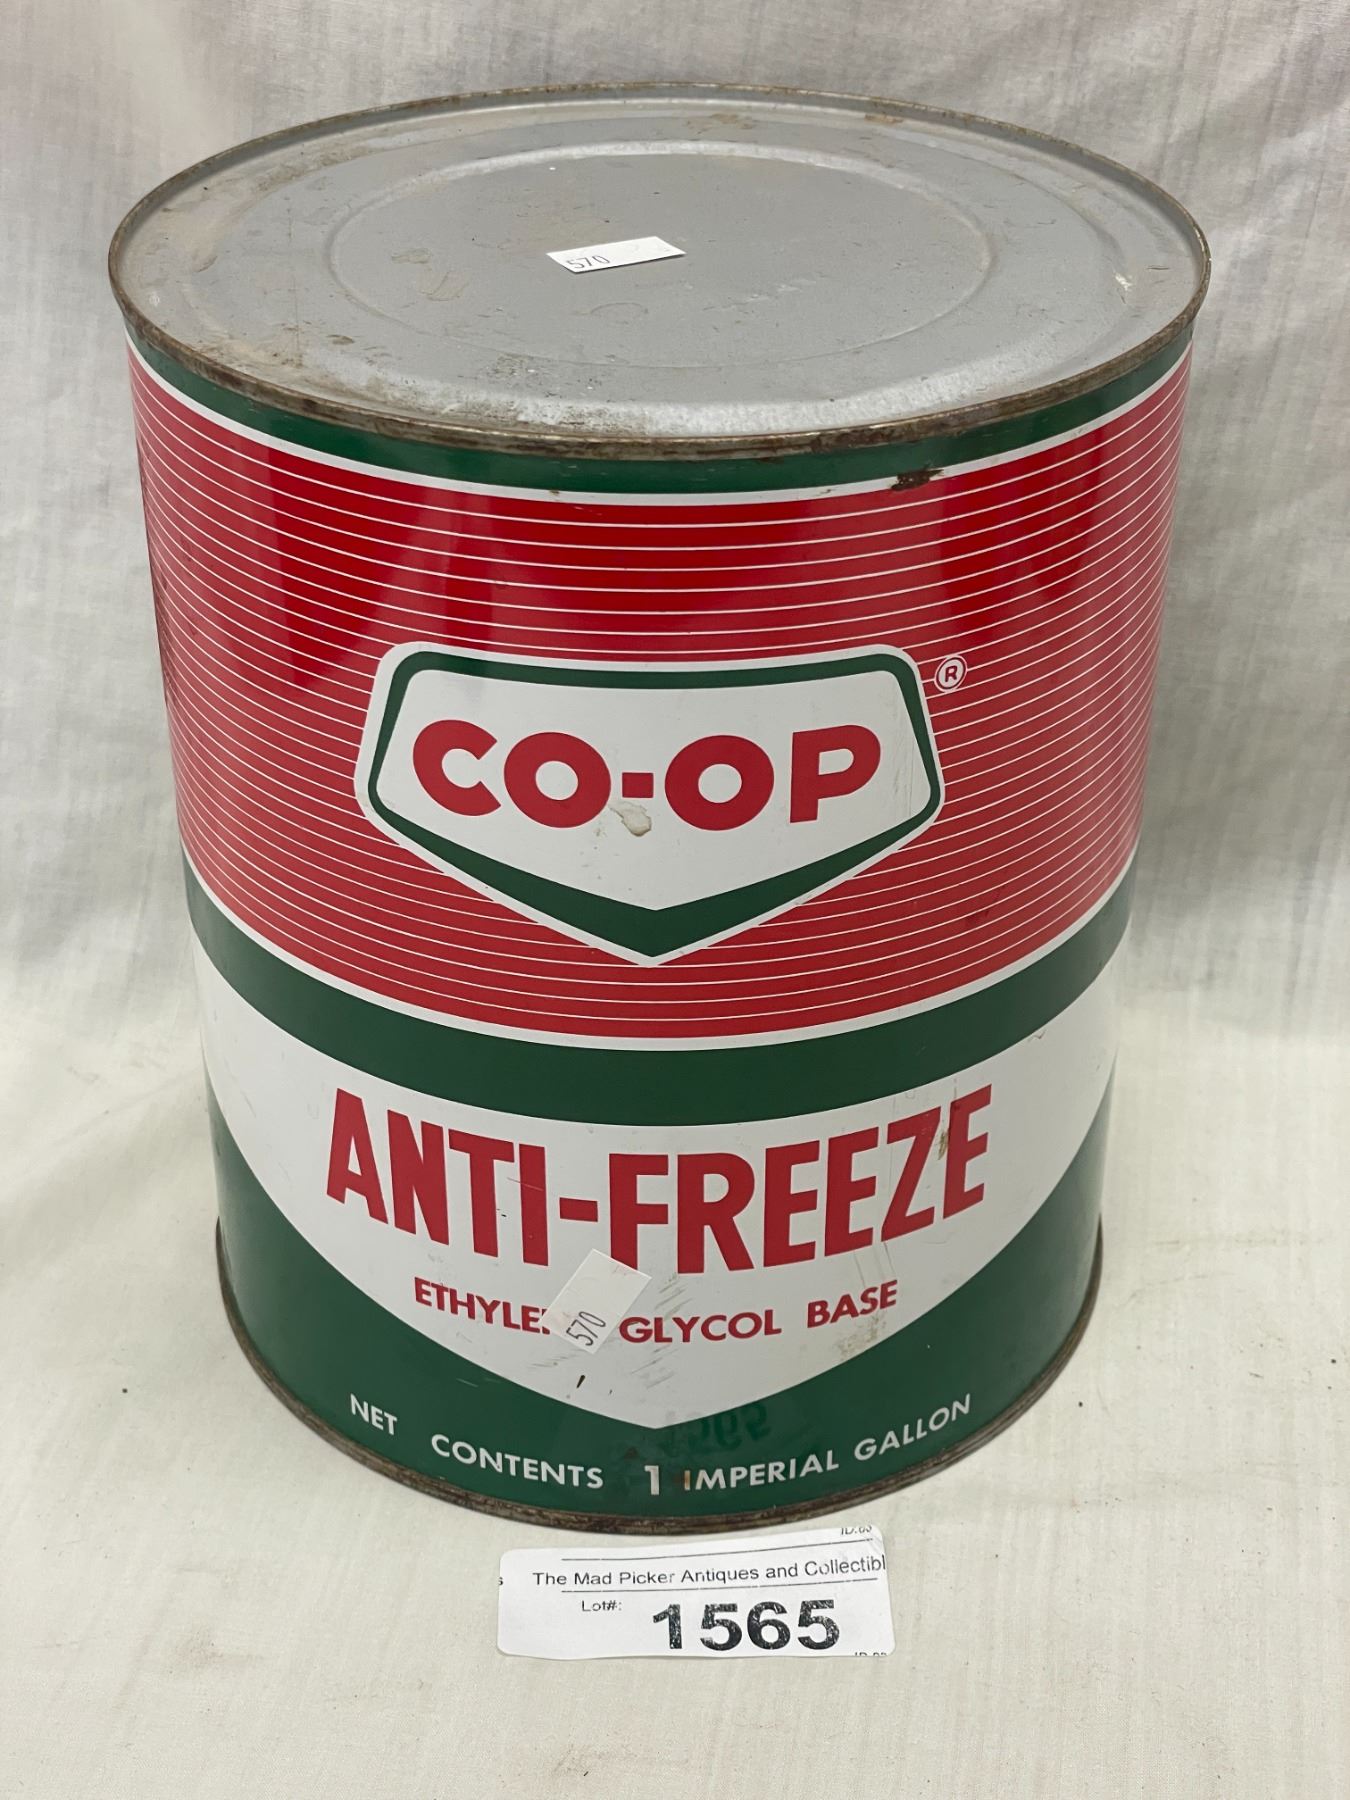 570
CO-OP ®
ANTI-FREEZE
GLYCOL BASE
570
NET CONTENTS 1 IMPERIAL GALLON
The Mad Picker Antiques and Collectibl
Lot#: 1565